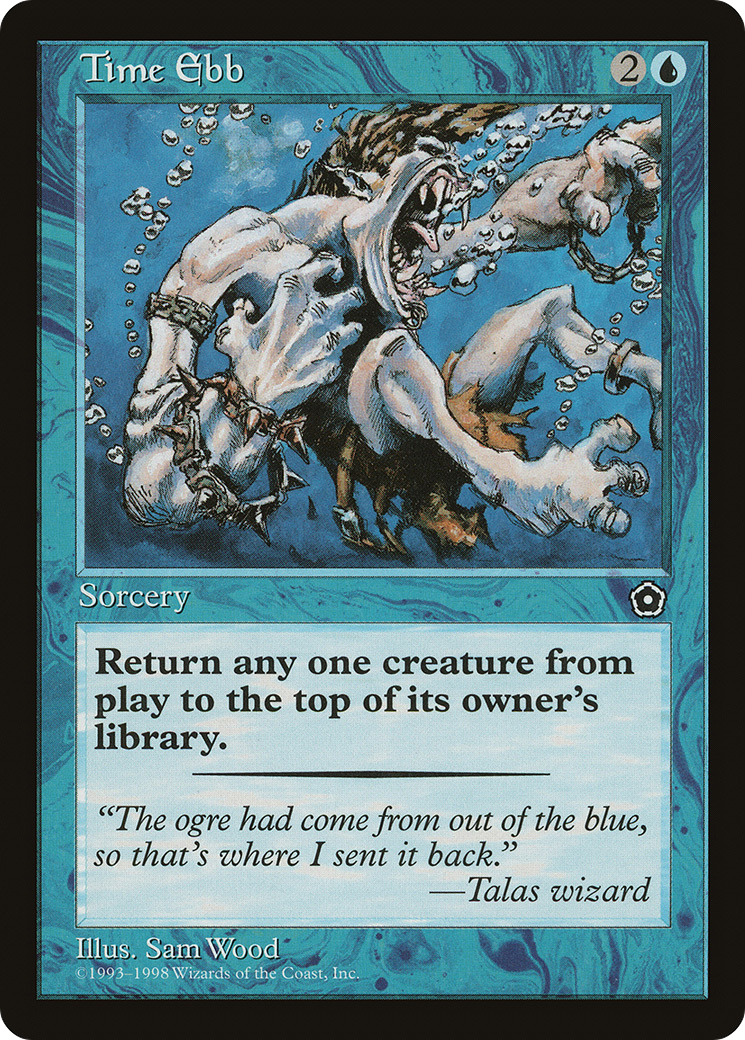 Time Ebb
2
Sorcery
Return any one creature from
play to the top of its owner's
library.
“The ogre had come from out of the blue,
so that's where I sent it back.”
—Talas wizard
Illus. Sam Wood
©1993–1998 Wizards of the Coast, Inc.